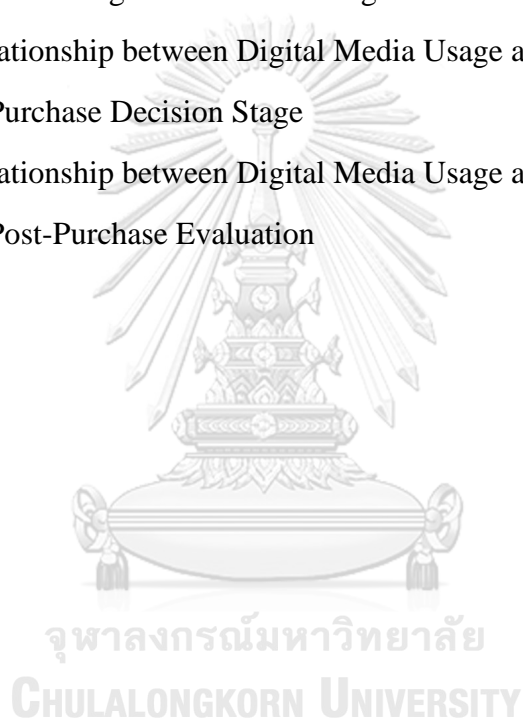 ationship between Digital Media Usage a
Purchase Decision Stage
ationship between Digital Media Usage a
Post-Purchase Evaluation
จุฬาลงกรณ์มหาวิทยาลัย
CHULALONGKORN UNIVERSITY